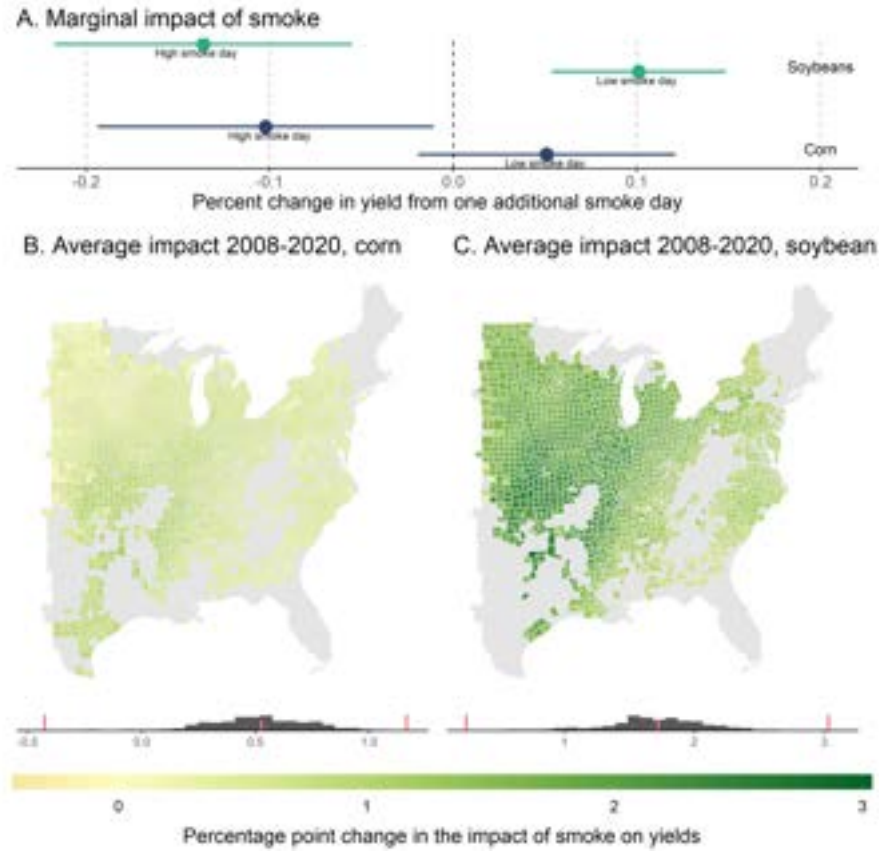 A. Marginal impact of smoke
High smoke day
Low smoke day
Soybeans
High smoke day
Low smoke day
Corn
-0.2 -0.1 0.0 0.1 0.2
Percent change in yield from one additional smoke day
B. Average impact 2008-2020, corn
C. Average impact 2008-2020, soybean
-0.5 0.0 0.5 1.0
1 2 3
0 1 2 3
Percentage point change in the impact of smoke on yields